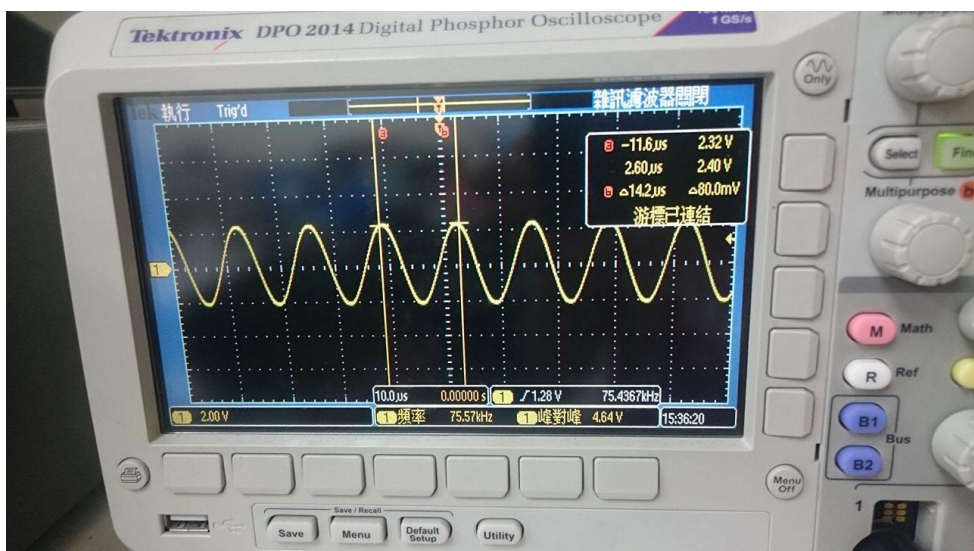 Tektronix DPO 2014 Digital Phosphor Oscilloscope
1 GS/s
Only
Tek 執行 Trig'd
雜訊濾波器關閉
a b
a -11.6µs 2.32 V
2.60µs 2.40 V
b △14.2µs △80.0mV
游標已連結
1
10.0µs 0.00000 s 1 1.28 V 75.4367kHz
1 2.00 V 1 頻率 75.57kHz 1 峰對峰 4.64 V 15:36:20
Select
Multipurpose b
M Math
R Ref
B1
Bus
B2
Menu
Off
1
Save / Recall
Save
Menu
Default
Setup
Utility